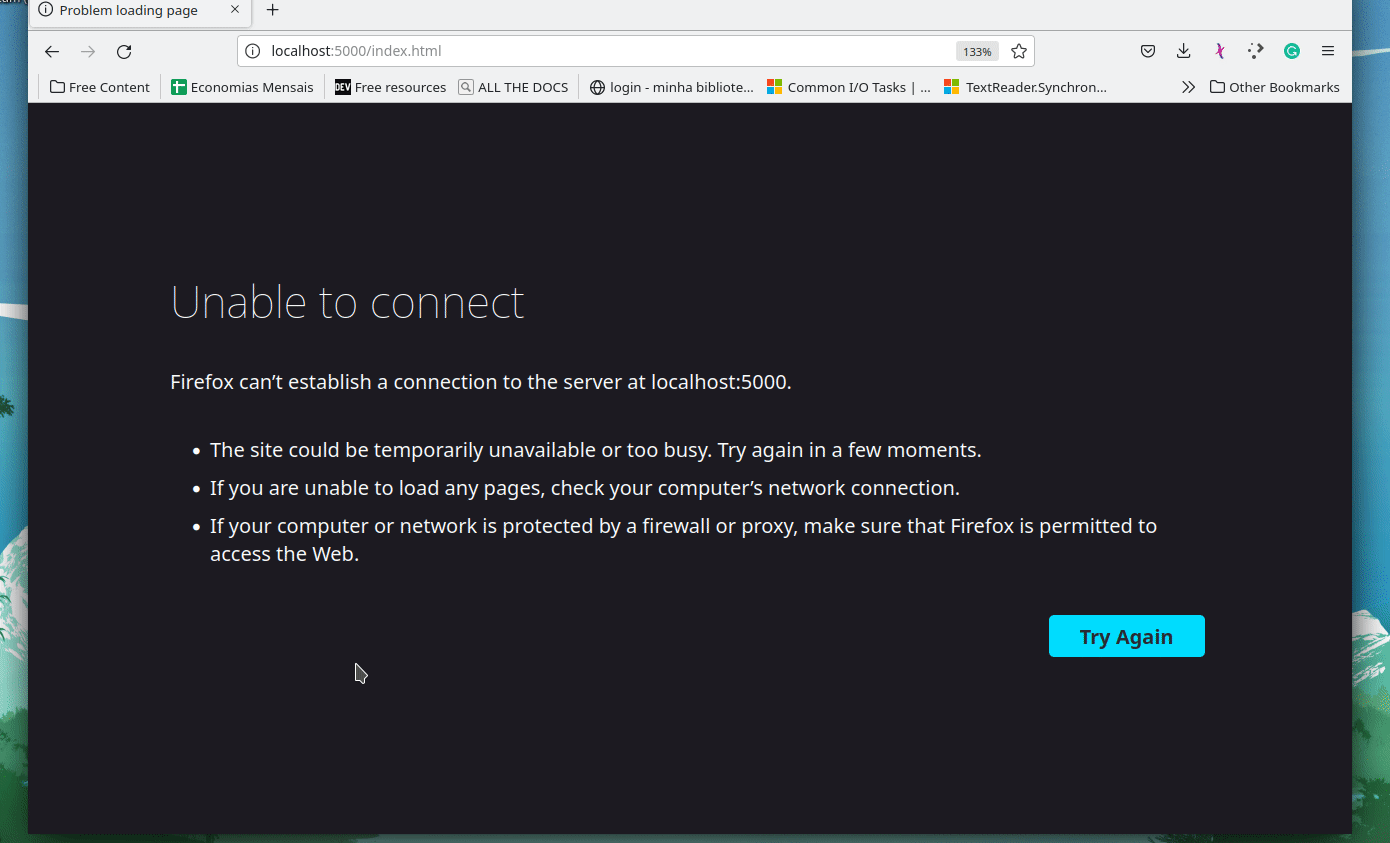 Problem loading page
localhost:5000/index.html
133%
Free Content
Economias Mensais
DEV Free resources
ALL THE DOCS
login - minha bibliote...
Common I/O Tasks | ...
TextReader.Synchron...
Other Bookmarks
Unable to connect
Firefox can’t establish a connection to the server at localhost:5000.
• The site could be temporarily unavailable or too busy. Try again in a few moments.
• If you are unable to load any pages, check your computer’s network connection.
• If your computer or network is protected by a firewall or proxy, make sure that Firefox is permitted to
access the Web.
Try Again